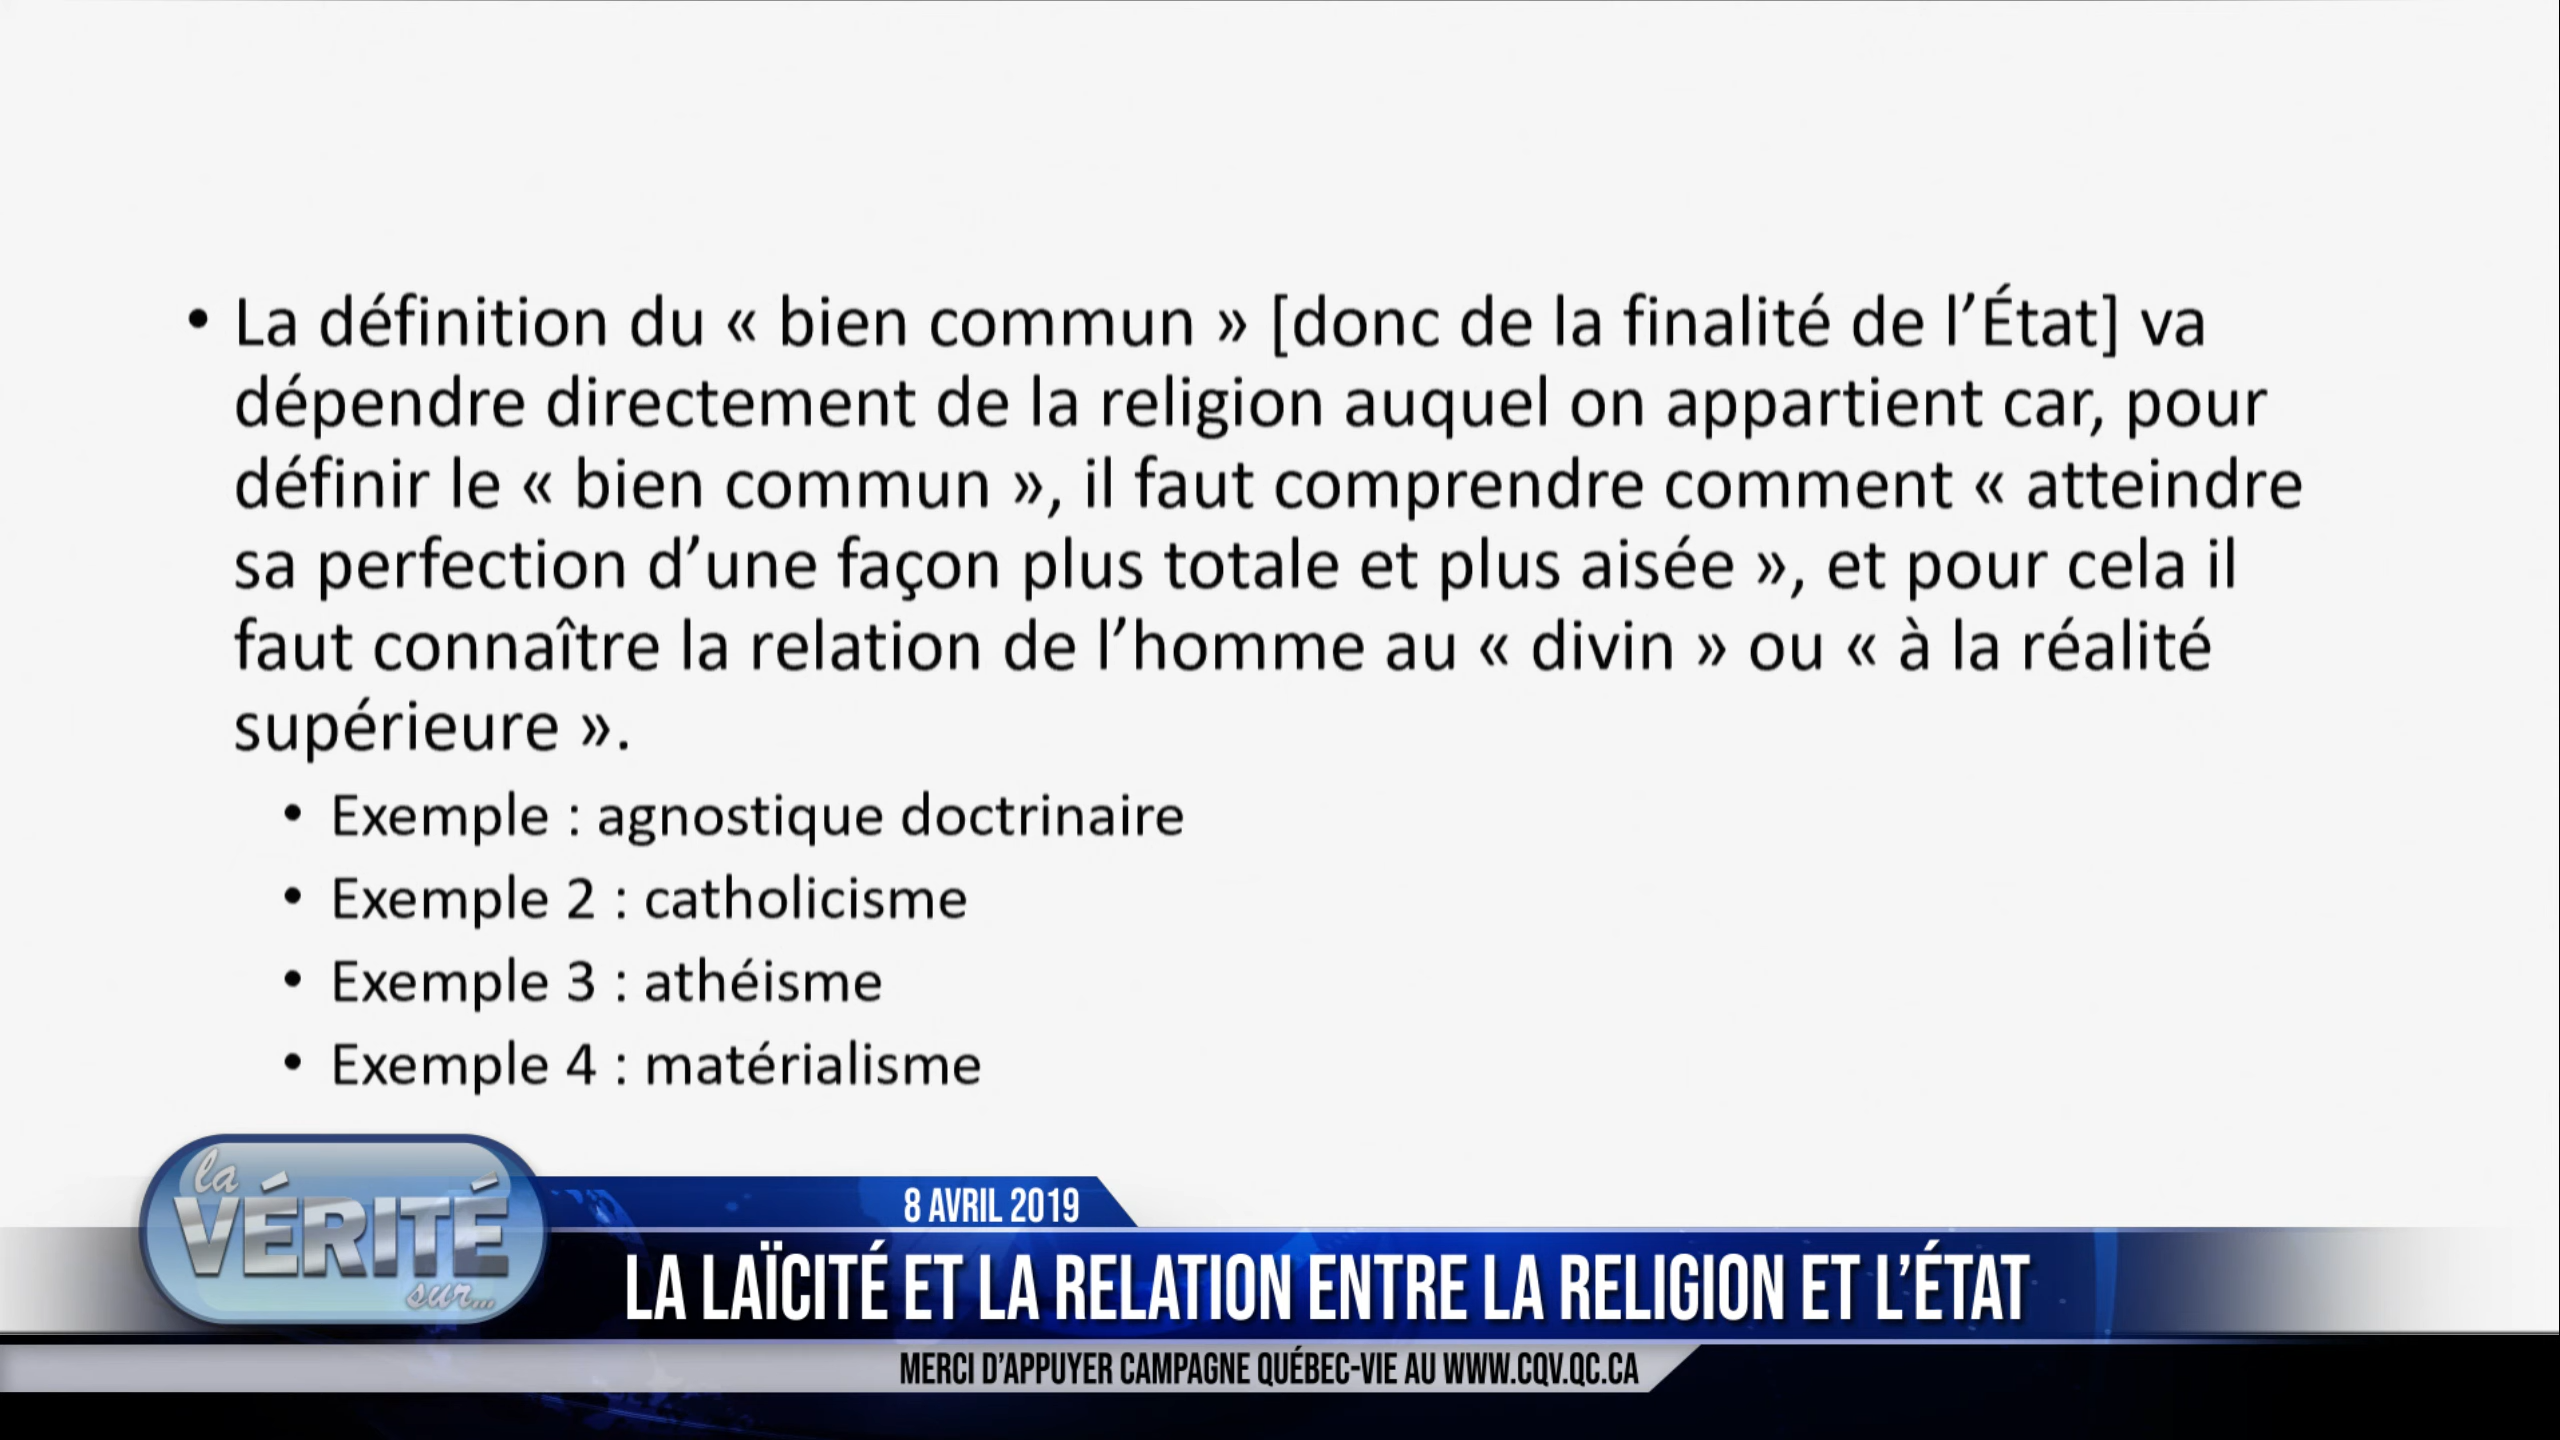 • La définition du « bien commun » [donc de la finalité de l’État] va
dépendre directement de la religion auquel on appartient car, pour
définir le « bien commun », il faut comprendre comment « atteindre
sa perfection d’une façon plus totale et plus aisée », et pour cela il
faut connaître la relation de l’homme au « divin » ou « à la réalité
supérieure ».
• Exemple : agnostique doctrinaire
• Exemple 2 : catholicisme
• Exemple 3 : athéisme
• Exemple 4 : matérialisme
la
VÉRITÉ
sur...
8 AVRIL 2019
LA LAÏCITÉ ET LA RELATION ENTRE LA RELIGION ET L’ÉTAT
MERCI D’APPUYER CAMPAGNE QUÉBEC-VIE AU WWW.CQV.QC.CA